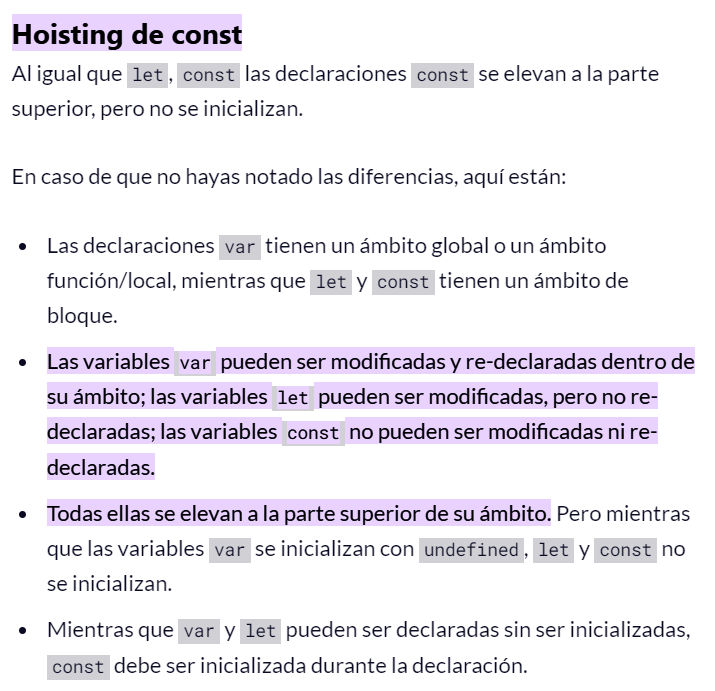 Hoisting de const
Al igual que let, const las declaraciones const se elevan a la parte
superior, pero no se inicializan.
En caso de que no hayas notado las diferencias, aquí están:
• Las declaraciones var tienen un ámbito global o un ámbito
función/local, mientras que let y const tienen un ámbito de
bloque.
• Las variables var pueden ser modificadas y re-declaradas dentro de
su ámbito; las variables let pueden ser modificadas, pero no re-
declaradas; las variables const no pueden ser modificadas ni re-
declaradas.
• Todas ellas se elevan a la parte superior de su ámbito. Pero mientras
que las variables var se inicializan con undefined, let y const no
se inicializan.
• Mientras que var y let pueden ser declaradas sin ser inicializadas,
const debe ser inicializada durante la declaración.